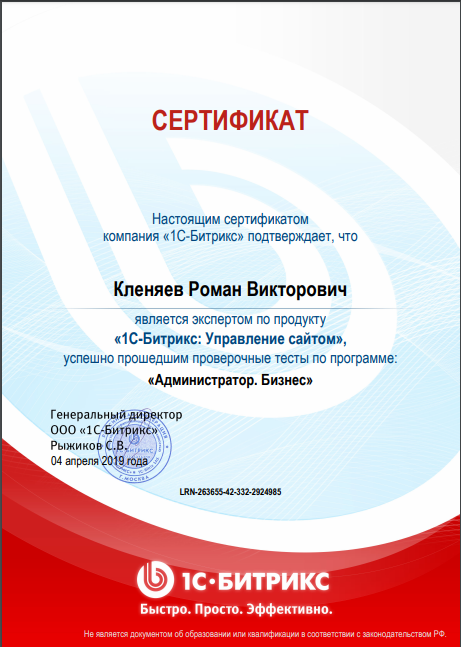 СЕРТИФИКАТ
Настоящим сертификатом
компания «1С-Битрикс» подтверждает, что
Кленяев Роман Викторович
является экспертом по продукту
«1С-Битрикс: Управление сайтом»,
успешно прошедшим проверочные тесты по программе:
«Администратор. Бизнес»
Генеральный директор
ООО «1С-Битрикс»
Рыжиков С.В.
04 апреля 2019 года
БИТРИКС
г. МОСКВА
LRN-263655-42-332-2924985
1С·БИТРИКС
Быстро. Просто. Эффективно.
Не является документом об образовании или квалификации в соответствии с законодательством РФ.